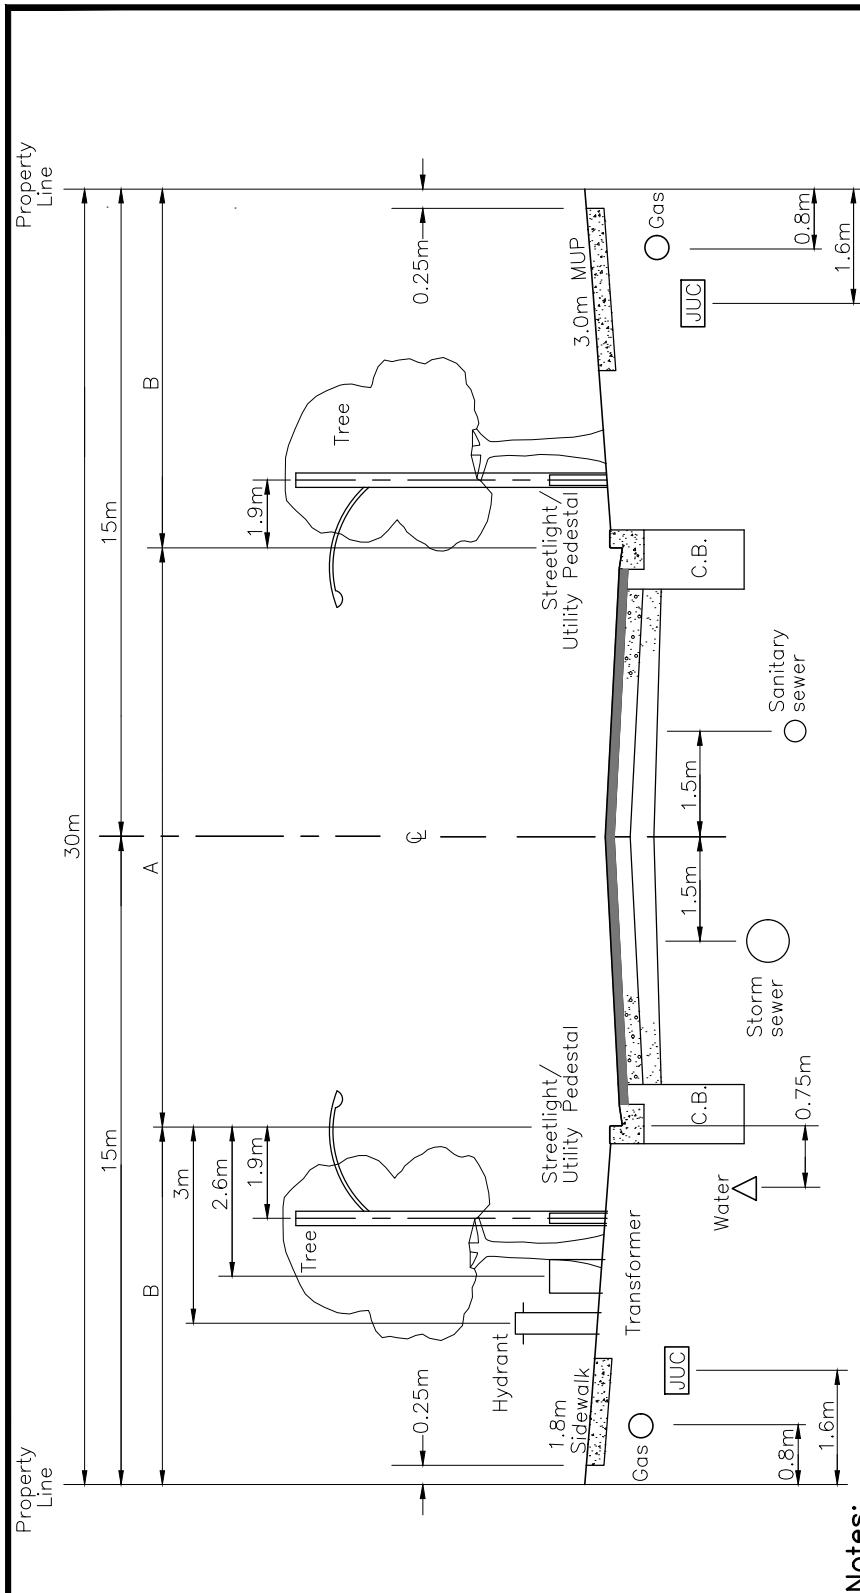 Property
Line
Property
Line
30m
15m
15m
B
A
B
3m
2.6m
1.9m
1.9m
Tree
Tree
0.25m
0.25m
℄
Hydrant
Streetlight/
Utility Pedestal
Streetlight/
Utility Pedestal
1.8m
Sidewalk
3.0m MUP
Transformer
Gas
JUC
Water
C.B.
C.B.
JUC
Gas
1.5m
1.5m
Storm
sewer
Sanitary
sewer
0.75m
0.8m
0.8m
1.6m
1.6m
Notes: